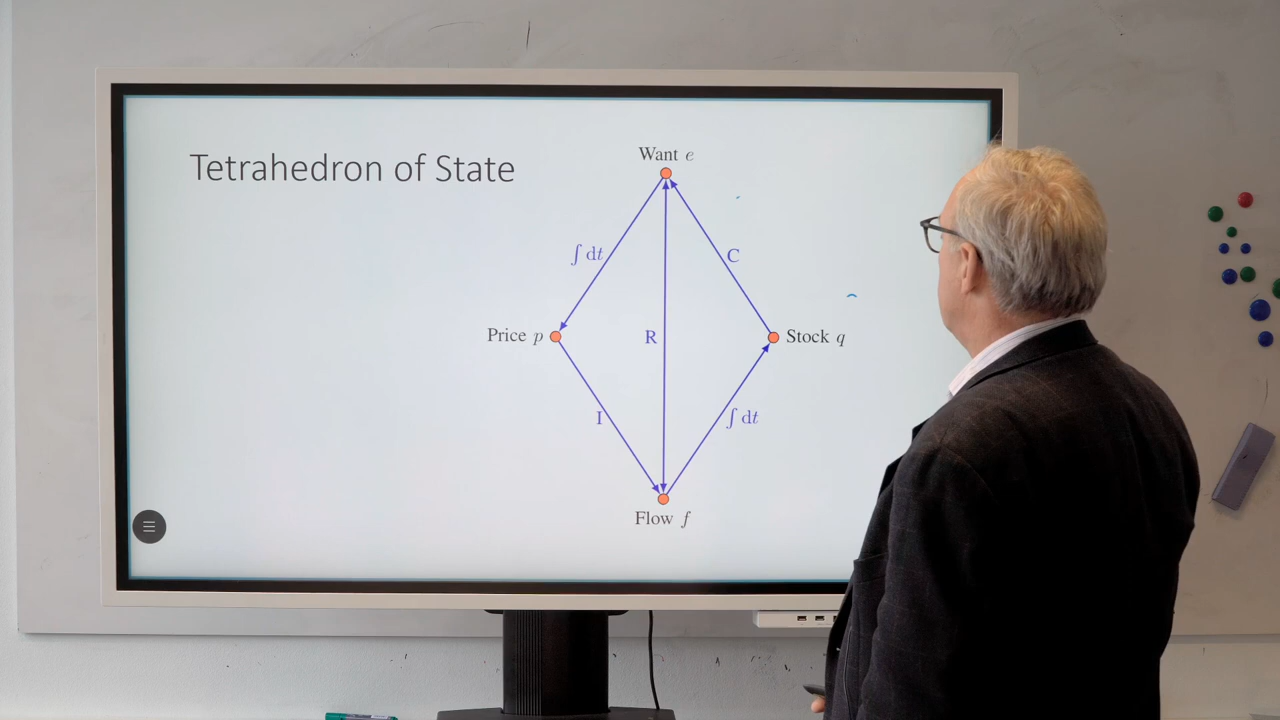 Tetrahedron of State
Want e
∫ dt
C
Price p
R
Stock q
I
∫ dt
Flow f